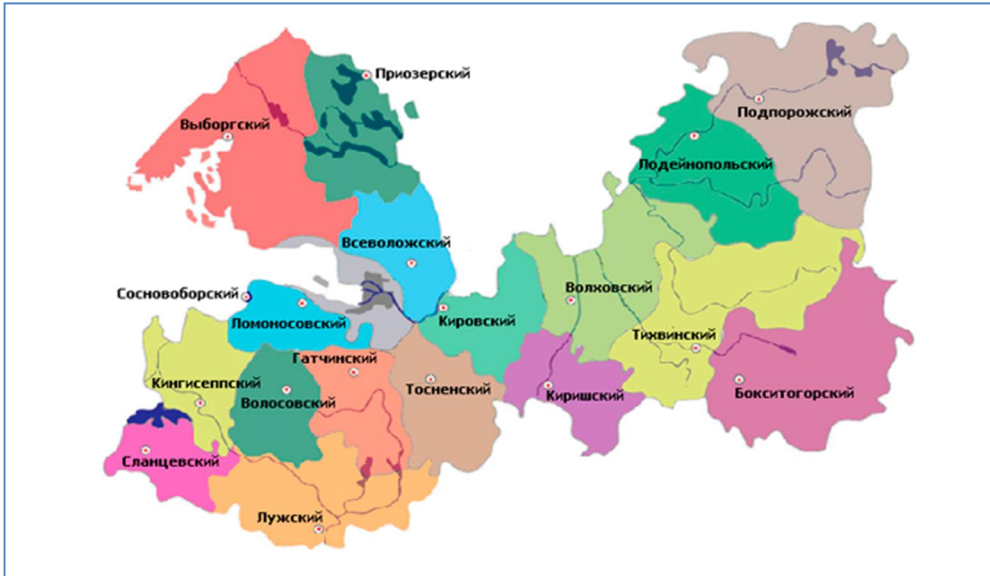 Приозерский
Подпорожский
Выборгский
Лодейнопольский
Всеволожский
Волховский
Сосновоборский
Ломоносовский
Кировский
Тихвинский
Гатчинский
Кингисеппский
Волосовский
Тосненский
Киришский
Бокситогорский
Сланцевский
Лужский